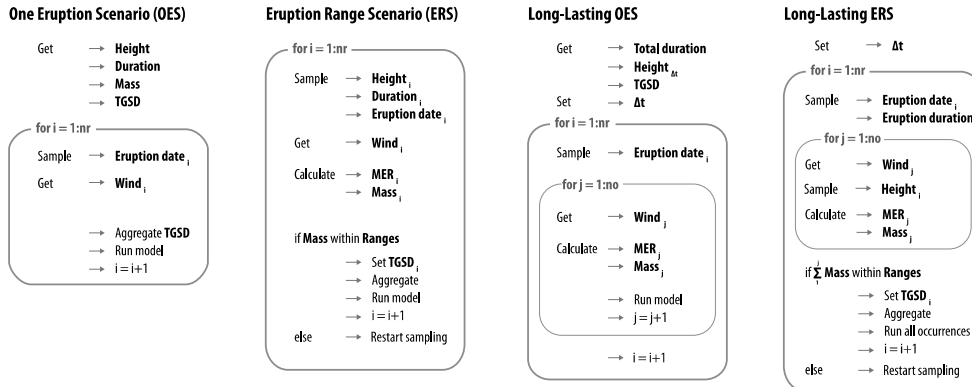 One Eruption Scenario (OES)
Get → Height
→ Duration
→ Mass
→ TGSD
for i = 1:nr
Sample → Eruption date i
Get → Wind i
→ Aggregate TGSD
→ Run model
→ i = i+1
Eruption Range Scenario (ERS)
for i = 1:nr
Sample → Height i
→ Duration i
→ Eruption date i
Get → Wind i
Calculate → MER i
→ Mass i
if Mass within Ranges
→ Set TGSD i
→ Aggregate
→ Run model
→ i = i+1
else → Restart sampling
Long-Lasting OES
Get → Total duration
→ Height Δt
→ TGSD
Set → Δt
for i = 1:nr
Sample → Eruption date i
for j = 1:no
Get → Wind j
Calculate → MER j
→ Mass j
→ Run model
→ j = j+1
→ i = i+1
Long-Lasting ERS
Set → Δt
for i = 1:nr
Sample → Eruption date i
→ Eruption duration
for j = 1:no
Get → Wind j
Sample → Height i
Calculate → MER j
→ Mass j
if Σ j i Mass within Ranges
→ Set TGSD i
→ Aggregate
→ Run all occurrences
→ i = i+1
else → Restart sampling